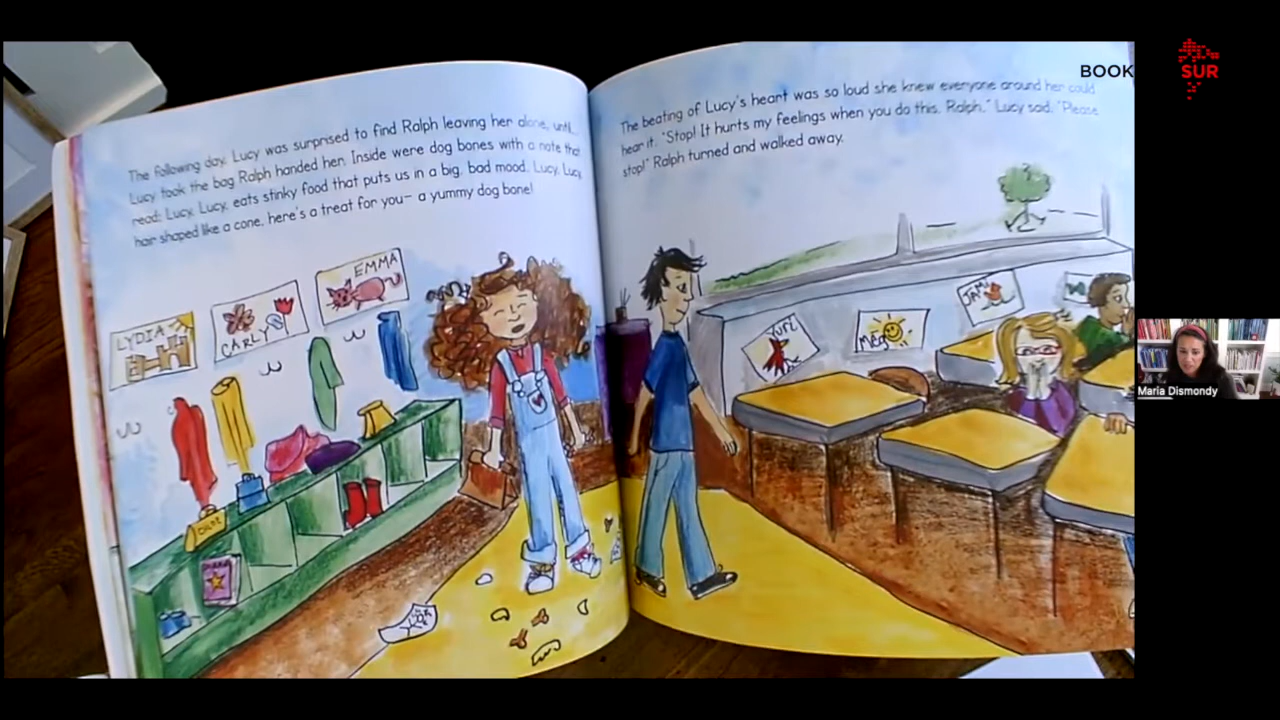 BOOK
SUR
The following day, Lucy was surprised to find Ralph leaving her alone, until...
Lucy took the bag Ralph handed her. Inside were dog bones with a note that
read: Lucy, Lucy, eats stinky food that puts us in a big, bad mood. Lucy, Lucy,
hair shaped like a cone, here's a treat for you— a yummy dog bone!
The beating of Lucy's heart was so loud she knew everyone around her could
hear it. "Stop! It hurts my feelings when you do this, Ralph," Lucy said. "Please
stop!" Ralph turned and walked away.
LYDIA
CARLY
EMMA
YURI
Meg
JAMI
Maria Dismondy